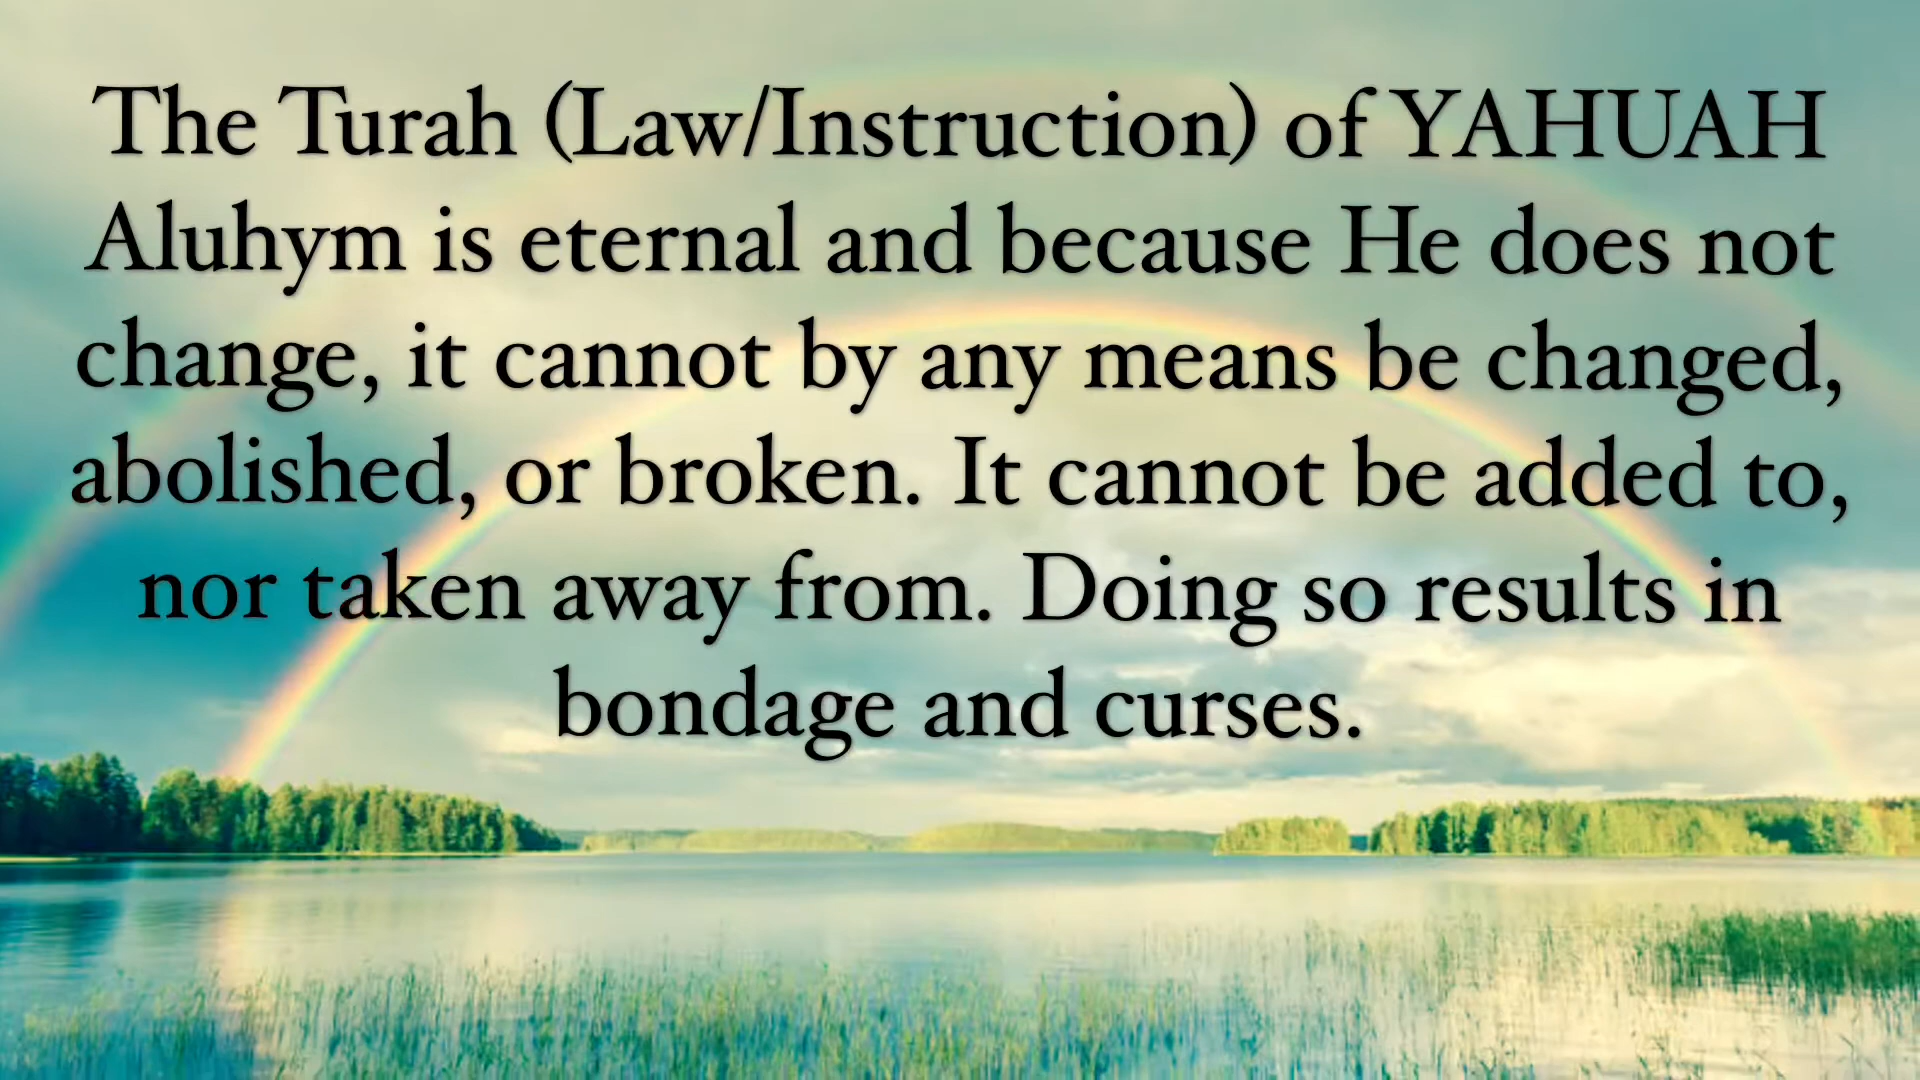 The Turah (Law/Instruction) of YAHUAH
Aluhym is eternal and because He does not
change, it cannot by any means be changed,
abolished, or broken. It cannot be added to,
nor taken away from. Doing so results in
bondage and curses.